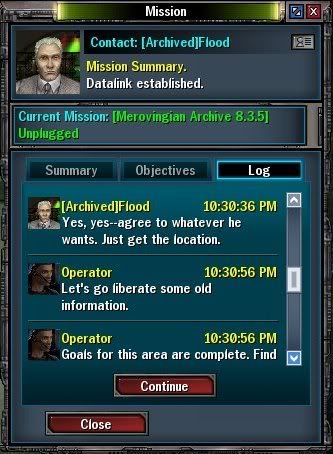 Mission
Contact: [Archived]Flood
Mission Summary.
Datalink established.
Current Mission: [Merovingian Archive 8.3.5]
Unplugged
Summary Objectives Log
[Archived]Flood 10:30:36 PM
Yes, yes--agree to whatever he
wants. Just get the location.
Operator 10:30:56 PM
Let's go liberate some old
information.
Operator 10:30:56 PM
Goals for this area are complete. Find
Continue
Close